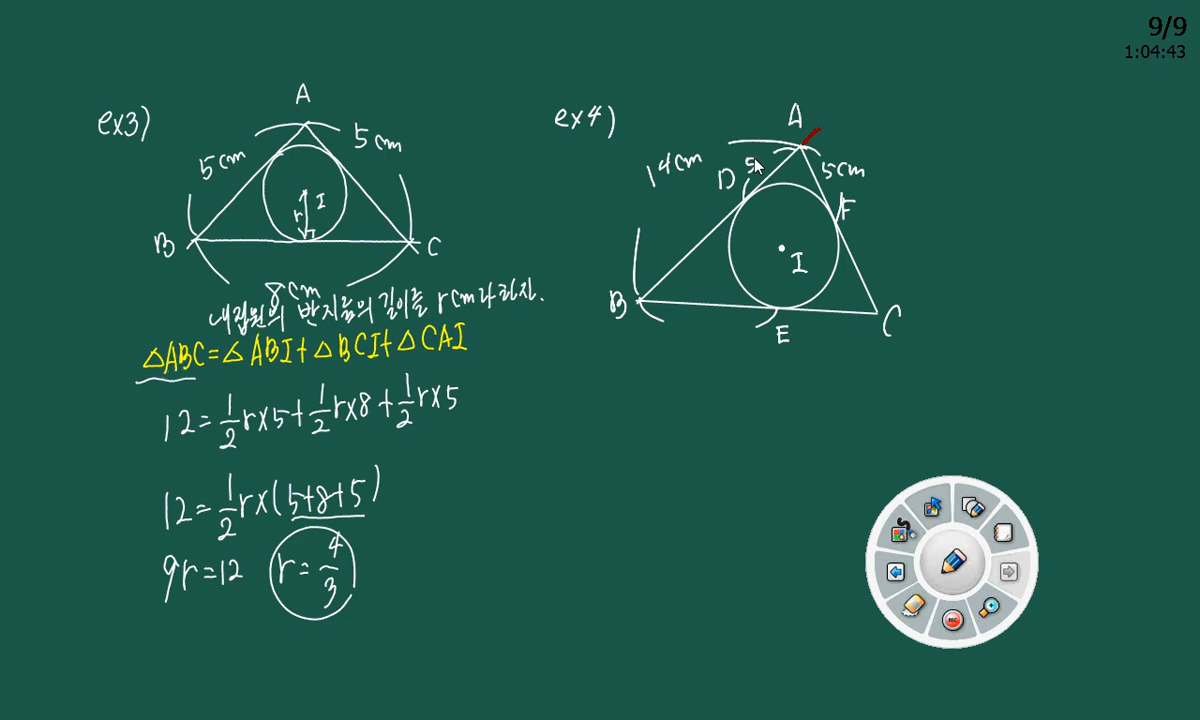 9/9
1:04:43
ex3)
A
5cm
5cm
I
r
B
C
8cm
내접원의 반지름의 길이를 rcm라 하자.
△ABC=△ABI+△BCI+△CAI
12=1/2r×5+1/2r×8+1/2r×5
12=1/2r×(5+8+5)
9r=12 r=4/3
ex4)
A
14cm
5
5cm
D
F
I
B
E
C
REC